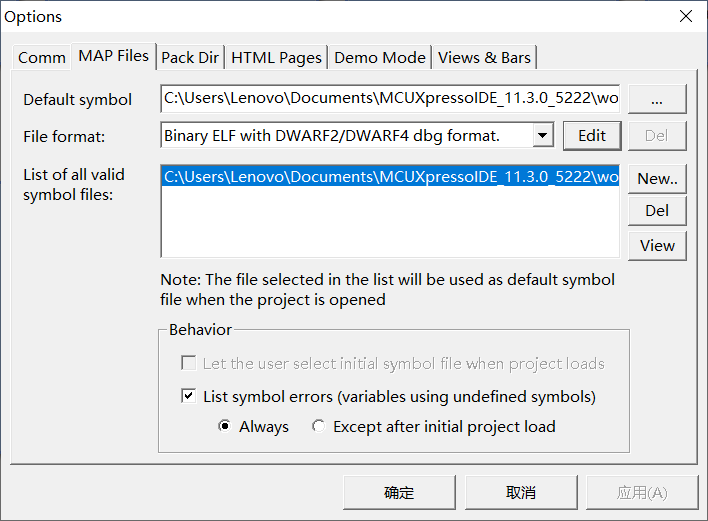 Options
Comm MAP Files Pack Dir HTML Pages Demo Mode Views & Bars
Default symbol C:\Users\Lenovo\Documents\MCUXpressoIDE_11.3.0_5222\wo ...
File format: Binary ELF with DWARF2/DWARF4 dbg format. Edit Del
List of all valid C:\Users\Lenovo\Documents\MCUXpressoIDE_11.3.0_5222\wo New..
symbol files:
Del
View
Note: The file selected in the list will be used as default symbol
file when the project is opened
Behavior
Let the user select initial symbol file when project loads
List symbol errors (variables using undefined symbols)
Always Except after initial project load
确定 取消 应用(A)